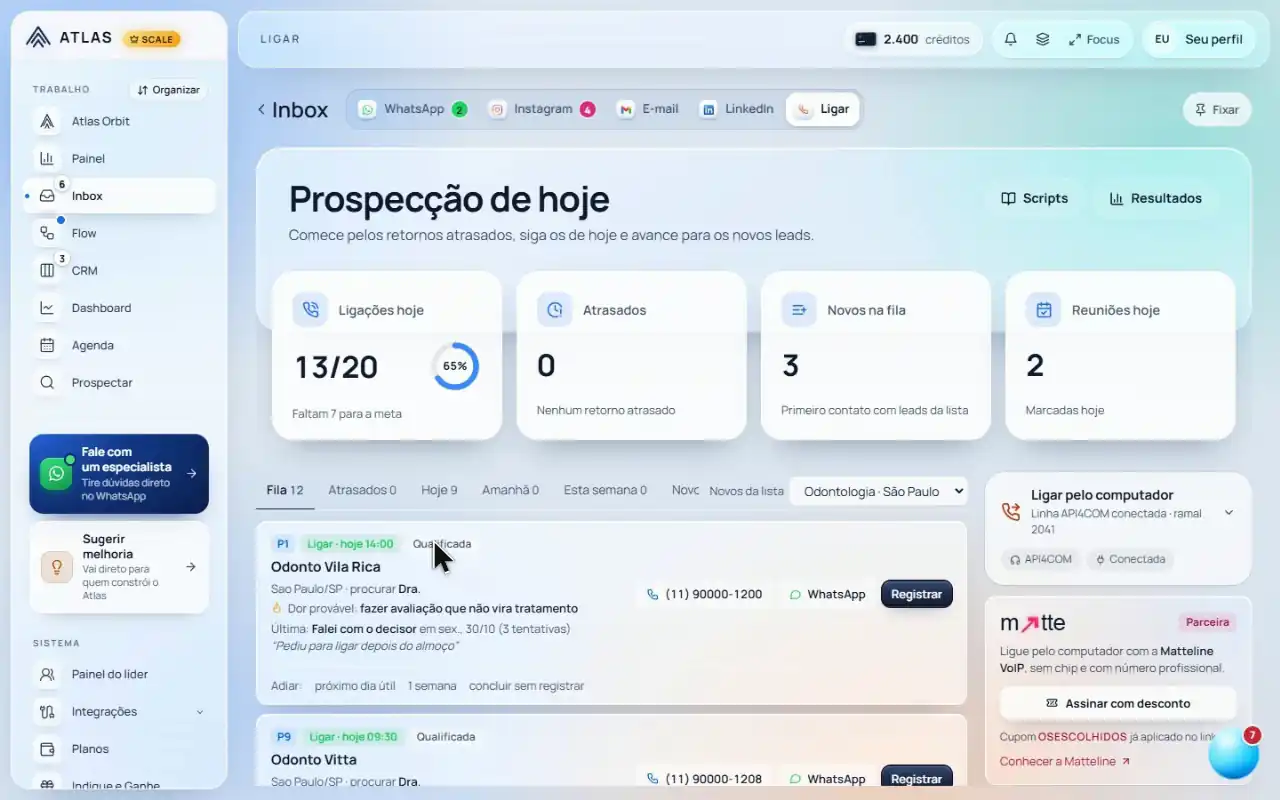 ATLAS SCALE
TRABALHO Organizar
Atlas Orbit
Painel
6
Inbox
Flow
3
CRM
Dashboard
Agenda
Prospectar
Fale com
um especialista
Tire dúvidas direto
no WhatsApp
Sugerir
melhoria
Vai direto para
quem constrói o
Atlas
SISTEMA
Painel do líder
Integrações
Planos
Indique e Ganhe
LIGAR
2.400 créditos
Focus
EU Seu perfil
Inbox
WhatsApp 2
Instagram 4
E-mail
LinkedIn
Ligar
Fixar
Prospecção de hoje
Comece pelos retornos atrasados, siga os de hoje e avance para os novos leads.
Scripts
Resultados
Ligações hoje
13/20
65%
Faltam 7 para a meta
Atrasados
0
Nenhum retorno atrasado
Novos na fila
3
Primeiro contato com leads da lista
Reuniões hoje
2
Marcadas hoje
Fila 12 Atrasados 0 Hoje 9 Amanhã 0 Esta semana 0 Novc Novos da lista Odontologia · São Paulo
P1 Ligar · hoje 14:00 Qualificada
Odonto Vila Rica
Sao Paulo/SP · procurar Dra.
Dor provável: fazer avaliação que não vira tratamento
Última: Falei com o decisor em sex., 30/10 (3 tentativas)
"Pediu para ligar depois do almoço"
(11) 90000-1200 WhatsApp Registrar
Adiar: próximo dia útil 1 semana concluir sem registrar
P9 Ligar · hoje 09:30 Qualificada
Odonto Vitta
Sao Paulo/SP · procurar Dra.
(11) 90000-1208 WhatsApp Registrar
Ligar pelo computador
Linha API4COM conectada · ramal
2041
API4COM Conectada
matte Parceira
Ligue pelo computador com a Matteline
VoIP, sem chip e com número profissional.
Assinar com desconto
Cupom OSESCOLHIDOS já aplicado no link
Conhecer a Matteline
7